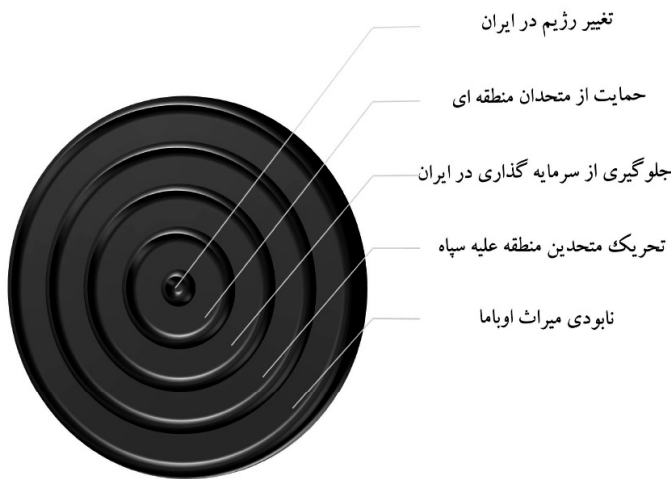 تغییر رژیم در ایران
حمایت از متحدان منطقه ای
جلوگیری از سرمایه گذاری در ایران
تحریک متحدین منطقه علیه سپاه
نابودی میراث اوباما